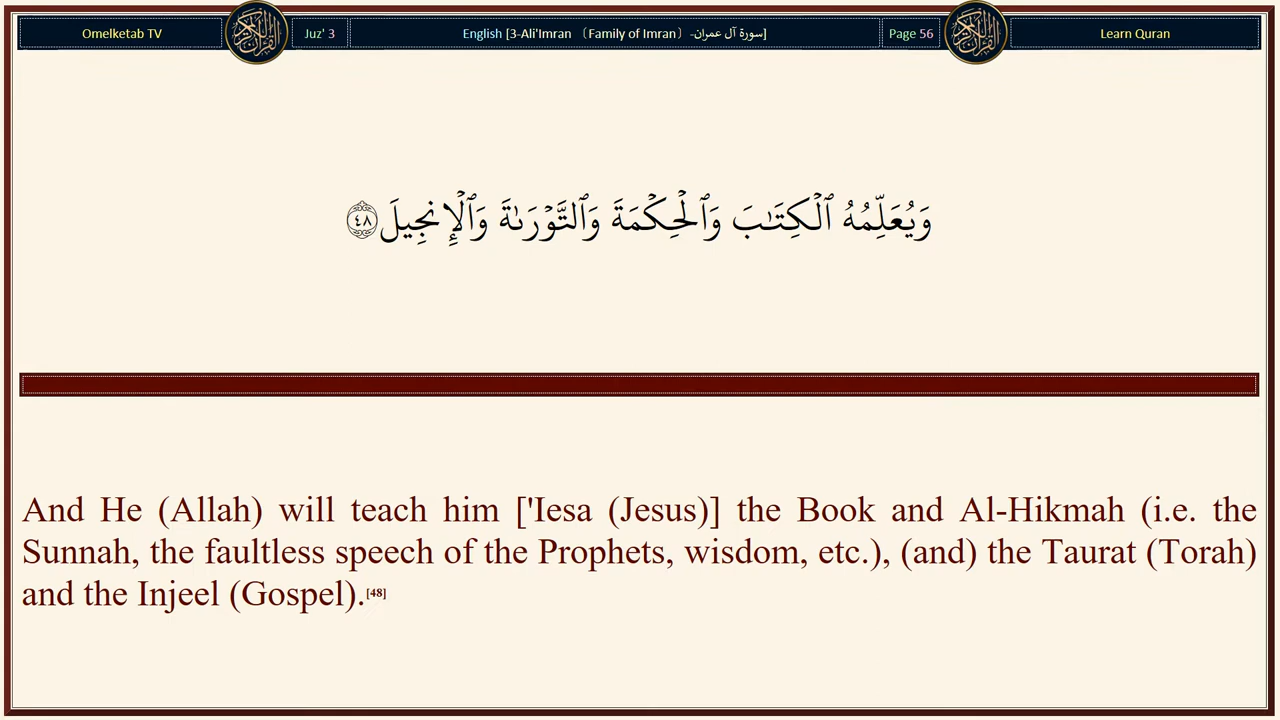 Omelketab TV
Juz' 3
English [3-Ali'Imran 〔Family of Imran〕 -سورة آل عمران]
Page 56
Learn Quran
وَيُعَلِّمُهُ ٱلْكِتَـٰبَ وَٱلْحِكْمَةَ وَٱلتَّوْرَىٰةَ وَٱلْإِنجِيلَ ٤٨
And He (Allah) will teach him ['Iesa (Jesus)] the Book and Al-Hikmah (i.e. the
Sunnah, the faultless speech of the Prophets, wisdom, etc.), (and) the Taurat (Torah)
and the Injeel (Gospel).[48]